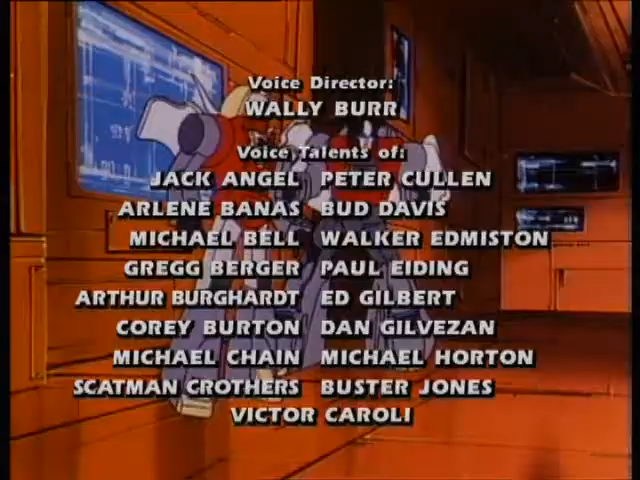 Voice Director:
WALLY BURR
Voice Talents of:
JACK ANGEL PETER CULLEN
ARLENE BANAS BUD DAVIS
MICHAEL BELL WALKER EDMISTON
GREGG BERGER PAUL EIDING
ARTHUR BURGHARDT ED GILBERT
COREY BURTON DAN GILVEZAN
MICHAEL CHAIN MICHAEL HORTON
SCATMAN CROTHERS BUSTER JONES
VICTOR CAROLI